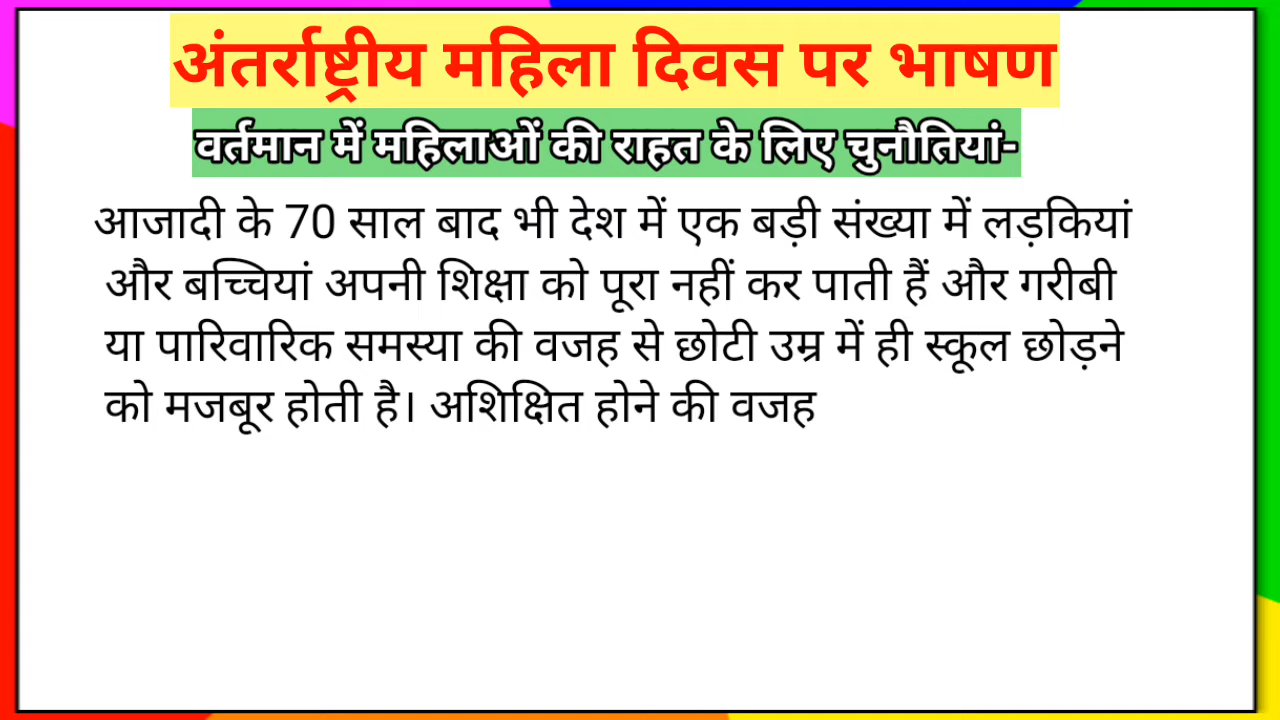 अंतर्राष्ट्रीय महिला दिवस पर भाषण
वर्तमान में महिलाओं की राहत के लिए चुनौतियां-
आजादी के 70 साल बाद भी देश में एक बड़ी संख्या में लड़कियां
और बच्चियां अपनी शिक्षा को पूरा नहीं कर पाती हैं और गरीबी
या पारिवारिक समस्या की वजह से छोटी उम्र में ही स्कूल छोड़ने
को मजबूर होती है। अशिक्षित होने की वजह